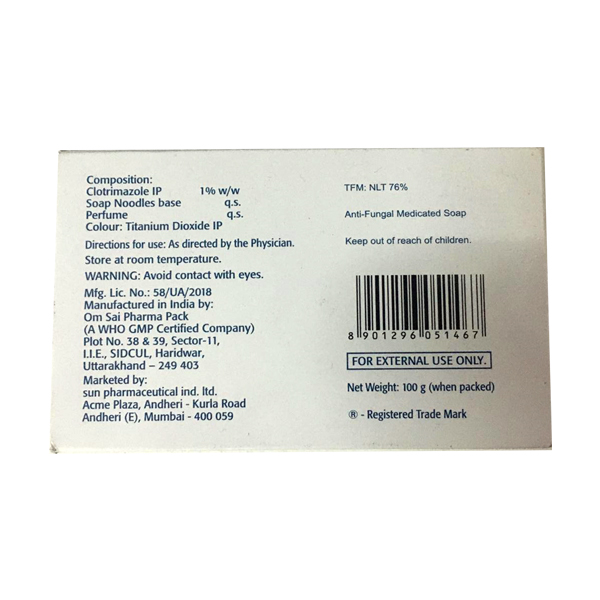 Composition:
Clotrimazole IP 1% w/w
Soap Noodles base q.s.
Perfume q.s.
Colour: Titanium Dioxide IP
Directions for use: As directed by the Physician.
Store at room temperature.
WARNING: Avoid contact with eyes.
Mfg. Lic. No.: 58/UA/2018
Manufactured in India by:
Om Sai Pharma Pack
(A WHO GMP Certified Company)
Plot No. 38 & 39, Sector-11,
I.I.E., SIDCUL, Haridwar,
Uttarakhand – 249 403
Marketed by:
sun pharmaceutical ind. ltd.
Acme Plaza, Andheri - Kurla Road
Andheri (E), Mumbai - 400 059
TFM: NLT 76%
Anti-Fungal Medicated Soap
Keep out of reach of children.
8 901296 051467
FOR EXTERNAL USE ONLY.
Net Weight: 100 g (when packed)
® - Registered Trade Mark